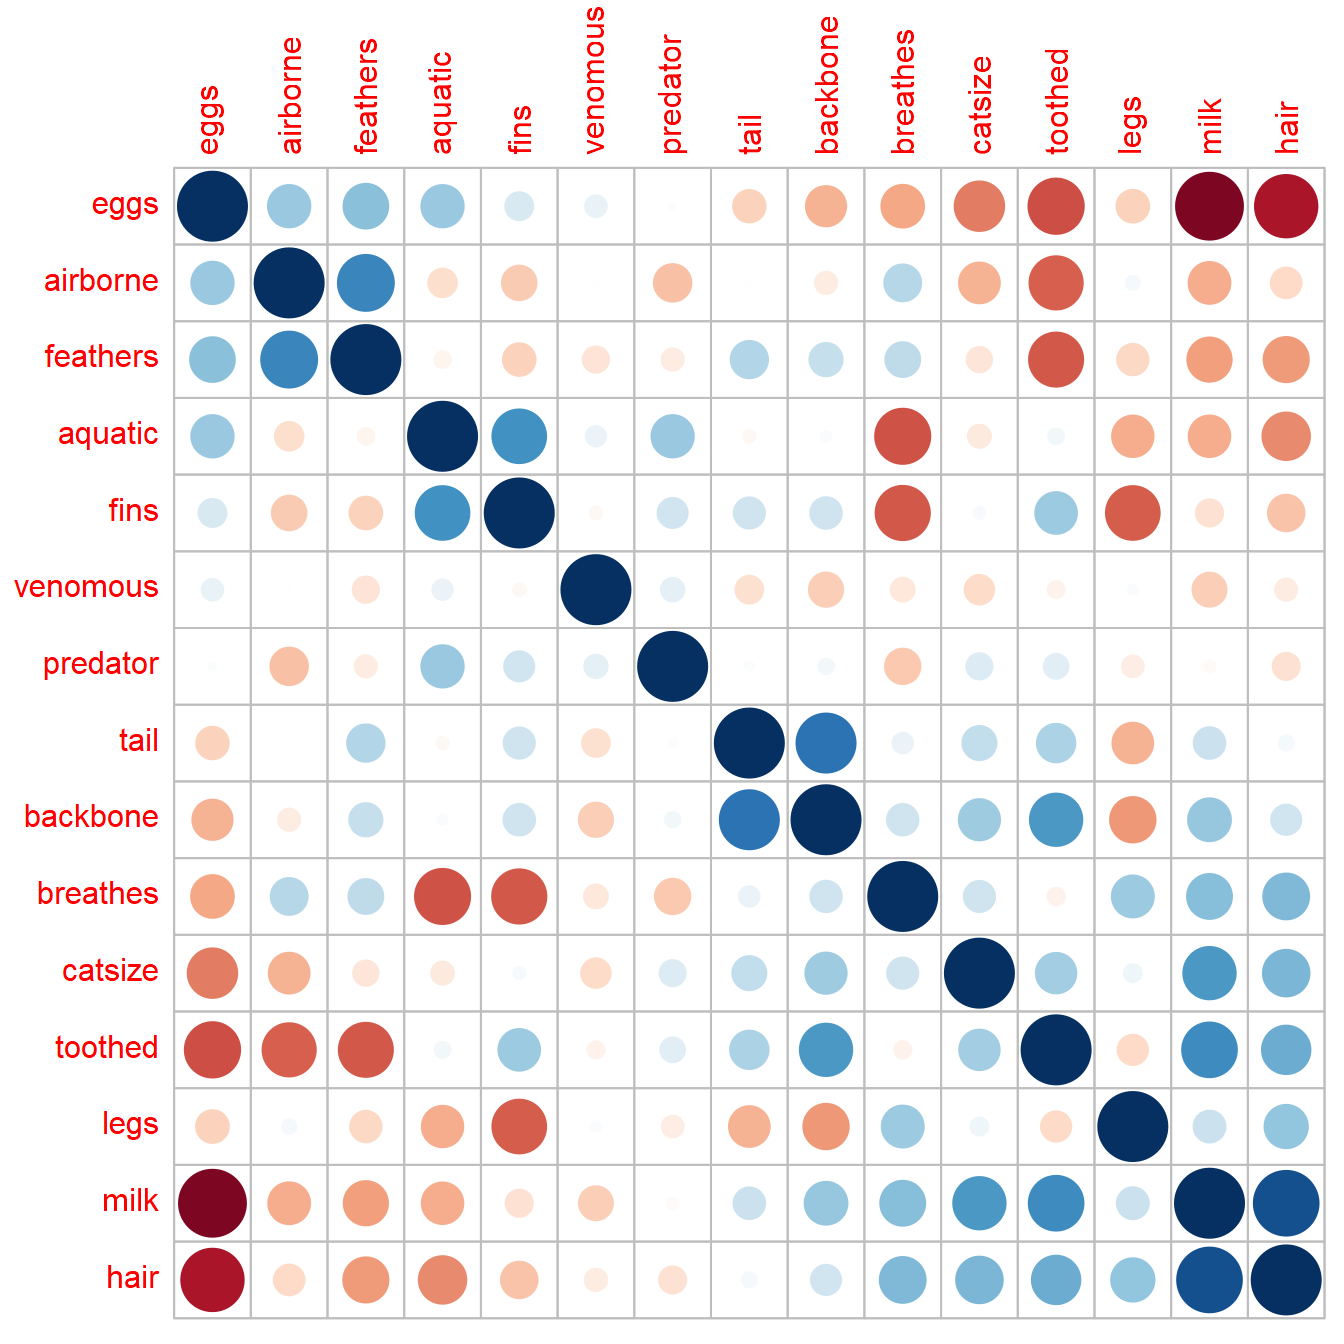 eggs
airborne
feathers
aquatic
fins
venomous
predator
tail
backbone
breathes
catsize
toothed
legs
milk
hair
eggs
airborne
feathers
aquatic
fins
venomous
predator
tail
backbone
breathes
catsize
toothed
legs
milk
hair